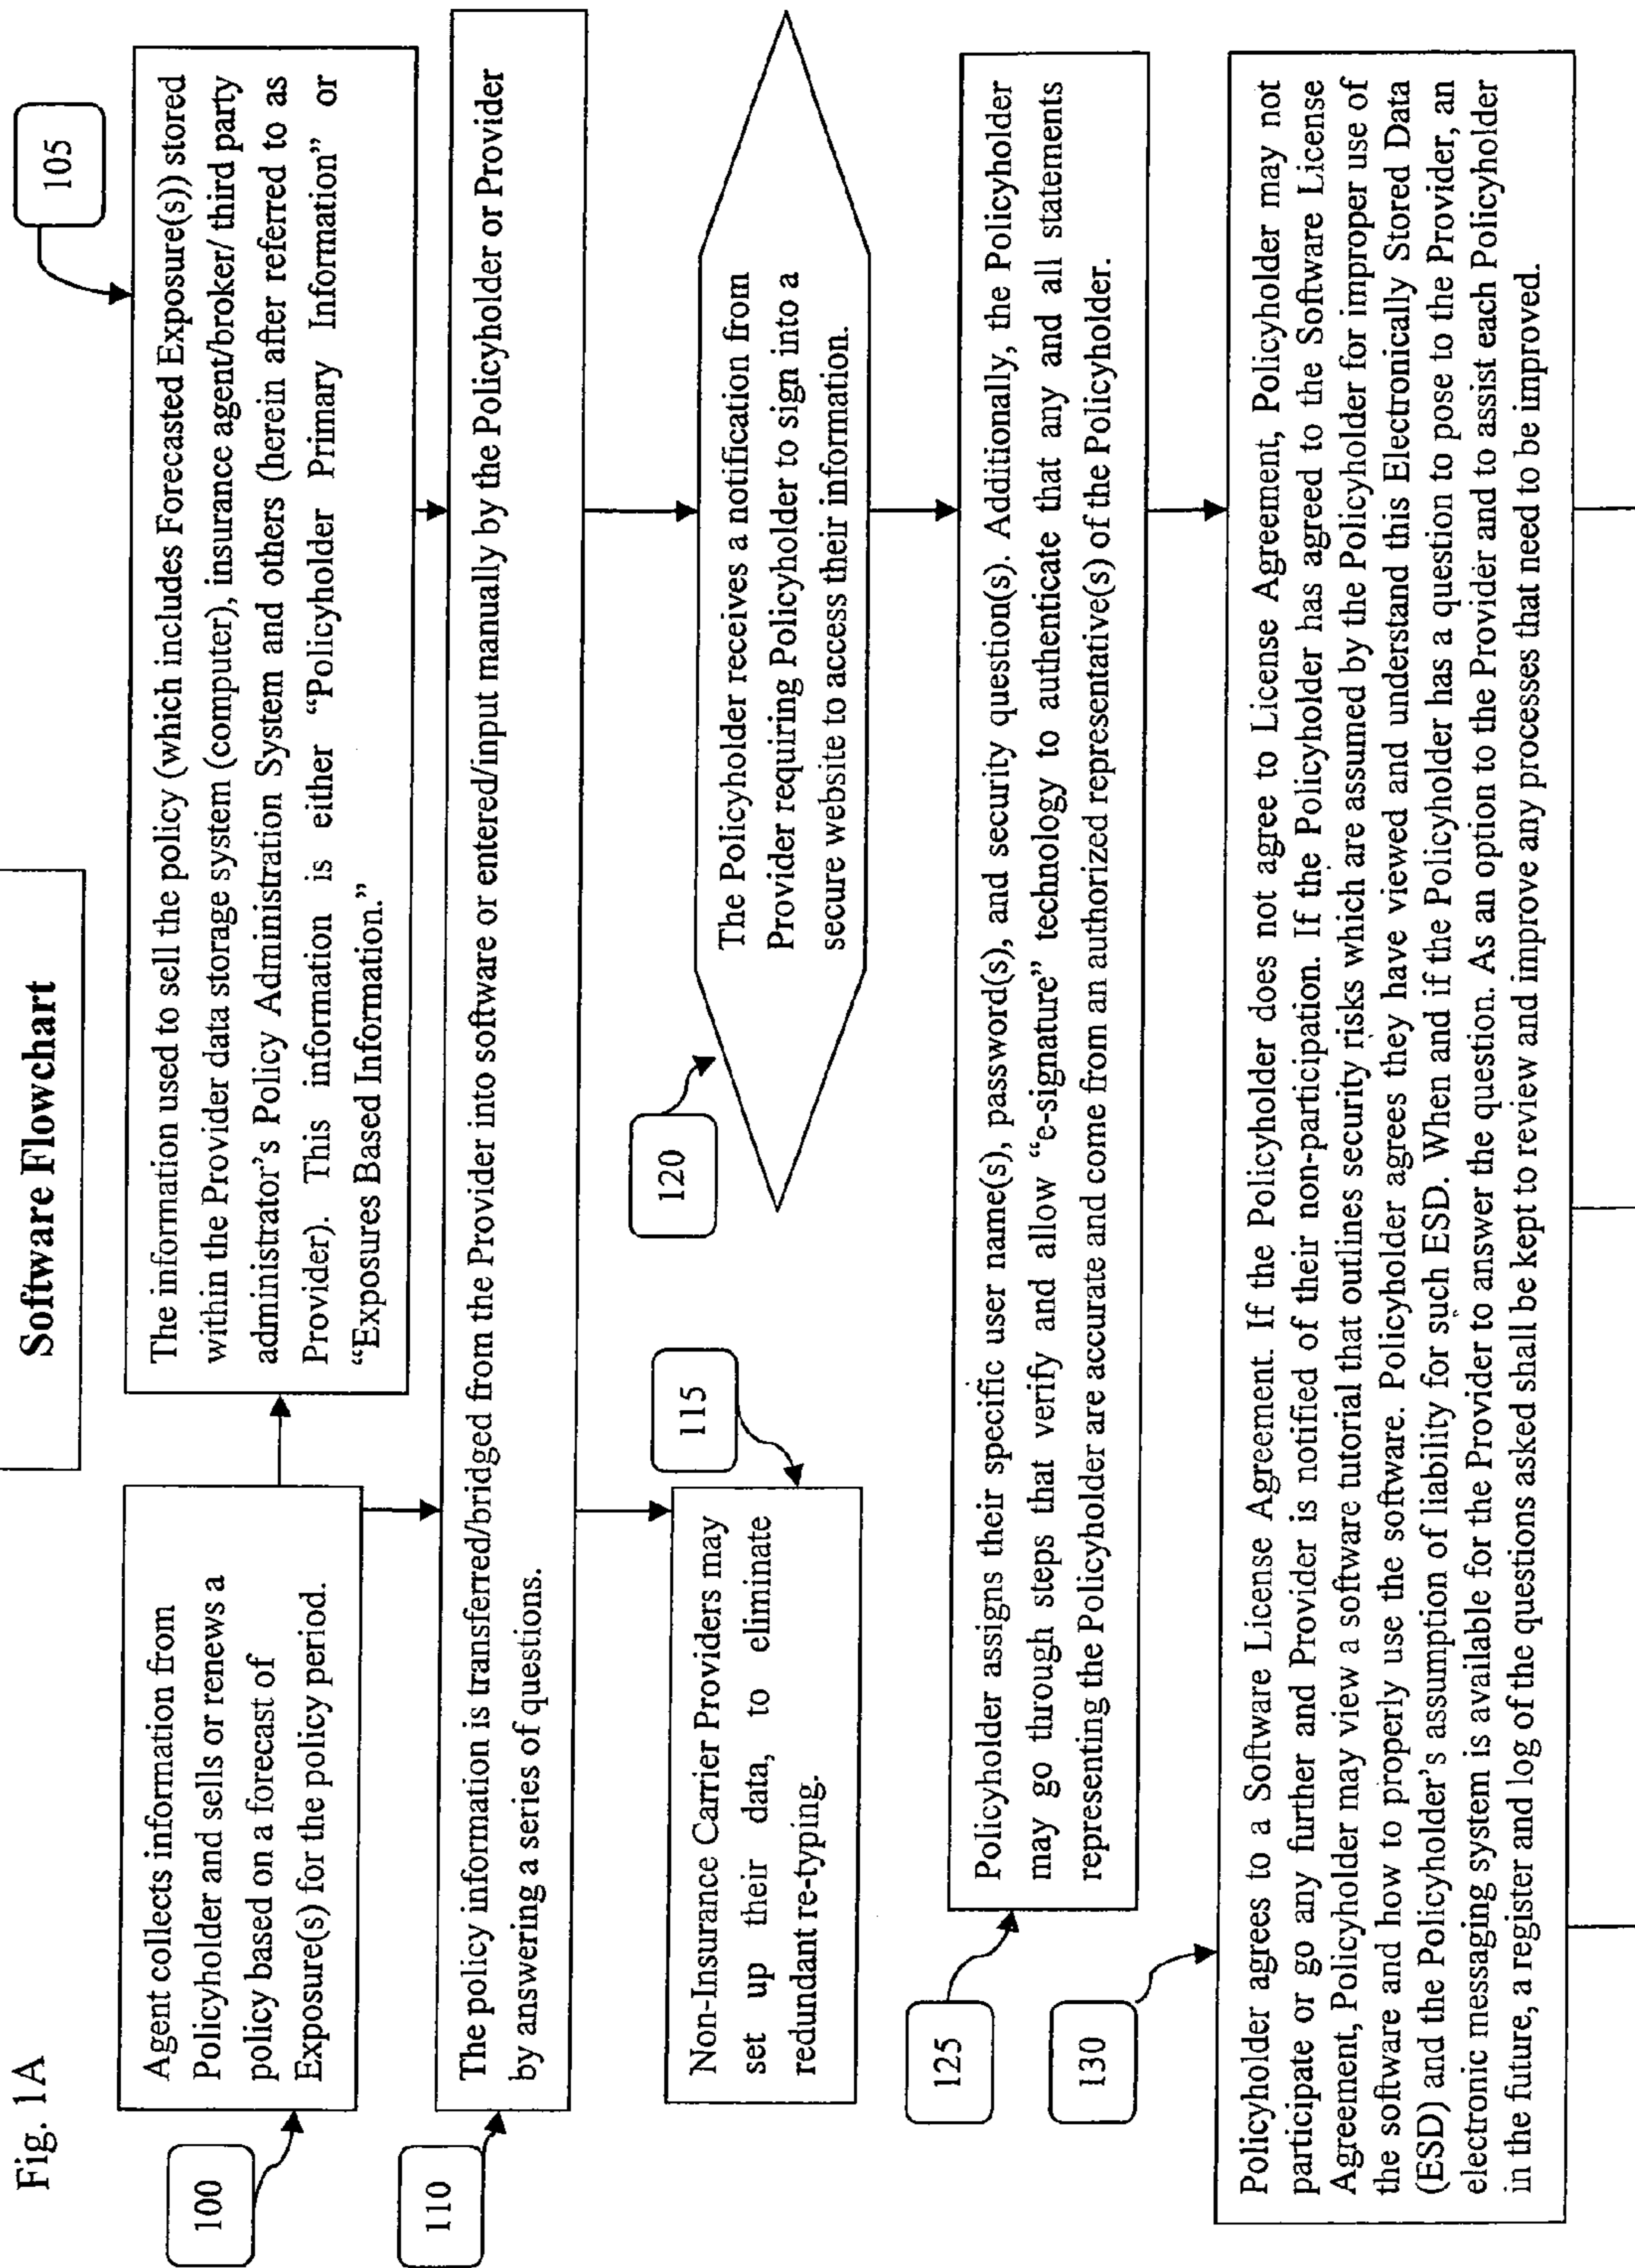 Fig. 1A
Software Flowchart
100
Agent collects information from
Policyholder and sells or renews a
policy based on a forecast of
Exposure(s) for the policy period.
105
The information used to sell the policy (which includes Forecasted Exposure(s)) stored
within the Provider data storage system (computer), insurance agent/broker/ third party
administrator's Policy Administration System and others (herein after referred to as
Provider). This information is either “Policyholder Primary Information” or
“Exposures Based Information.”
110
The policy information is transferred/bridged from the Provider into software or entered/input manually by the Policyholder or Provider
by answering a series of questions.
115
Non-Insurance Carrier Providers may
set up their data, to eliminate
redundant re-typing.
120
The Policyholder receives a notification from
Provider requiring Policyholder to sign into a
secure website to access their information.
125
Policyholder assigns their specific user name(s), password(s), and security question(s). Additionally, the Policyholder
may go through steps that verify and allow “e-signature” technology to authenticate that any and all statements
representing the Policyholder are accurate and come from an authorized representative(s) of the Policyholder.
130
Policyholder agrees to a Software License Agreement. If the Policyholder does not agree to License Agreement, Policyholder may not
participate or go any further and Provider is notified of their non-participation. If the Policyholder has agreed to the Software License
Agreement, Policyholder may view a software tutorial that outlines security risks which are assumed by the Policyholder for improper use of
the software and how to properly use the software. Policyholder agrees they have viewed and understand this Electronically Stored Data
(ESD) and the Policyholder's assumption of liability for such ESD. When and if the Policyholder has a question to pose to the Provider, an
electronic messaging system is available for the Provider to answer the question. As an option to the Provider and to assist each Policyholder
in the future, a register and log of the questions asked shall be kept to review and improve any processes that need to be improved.